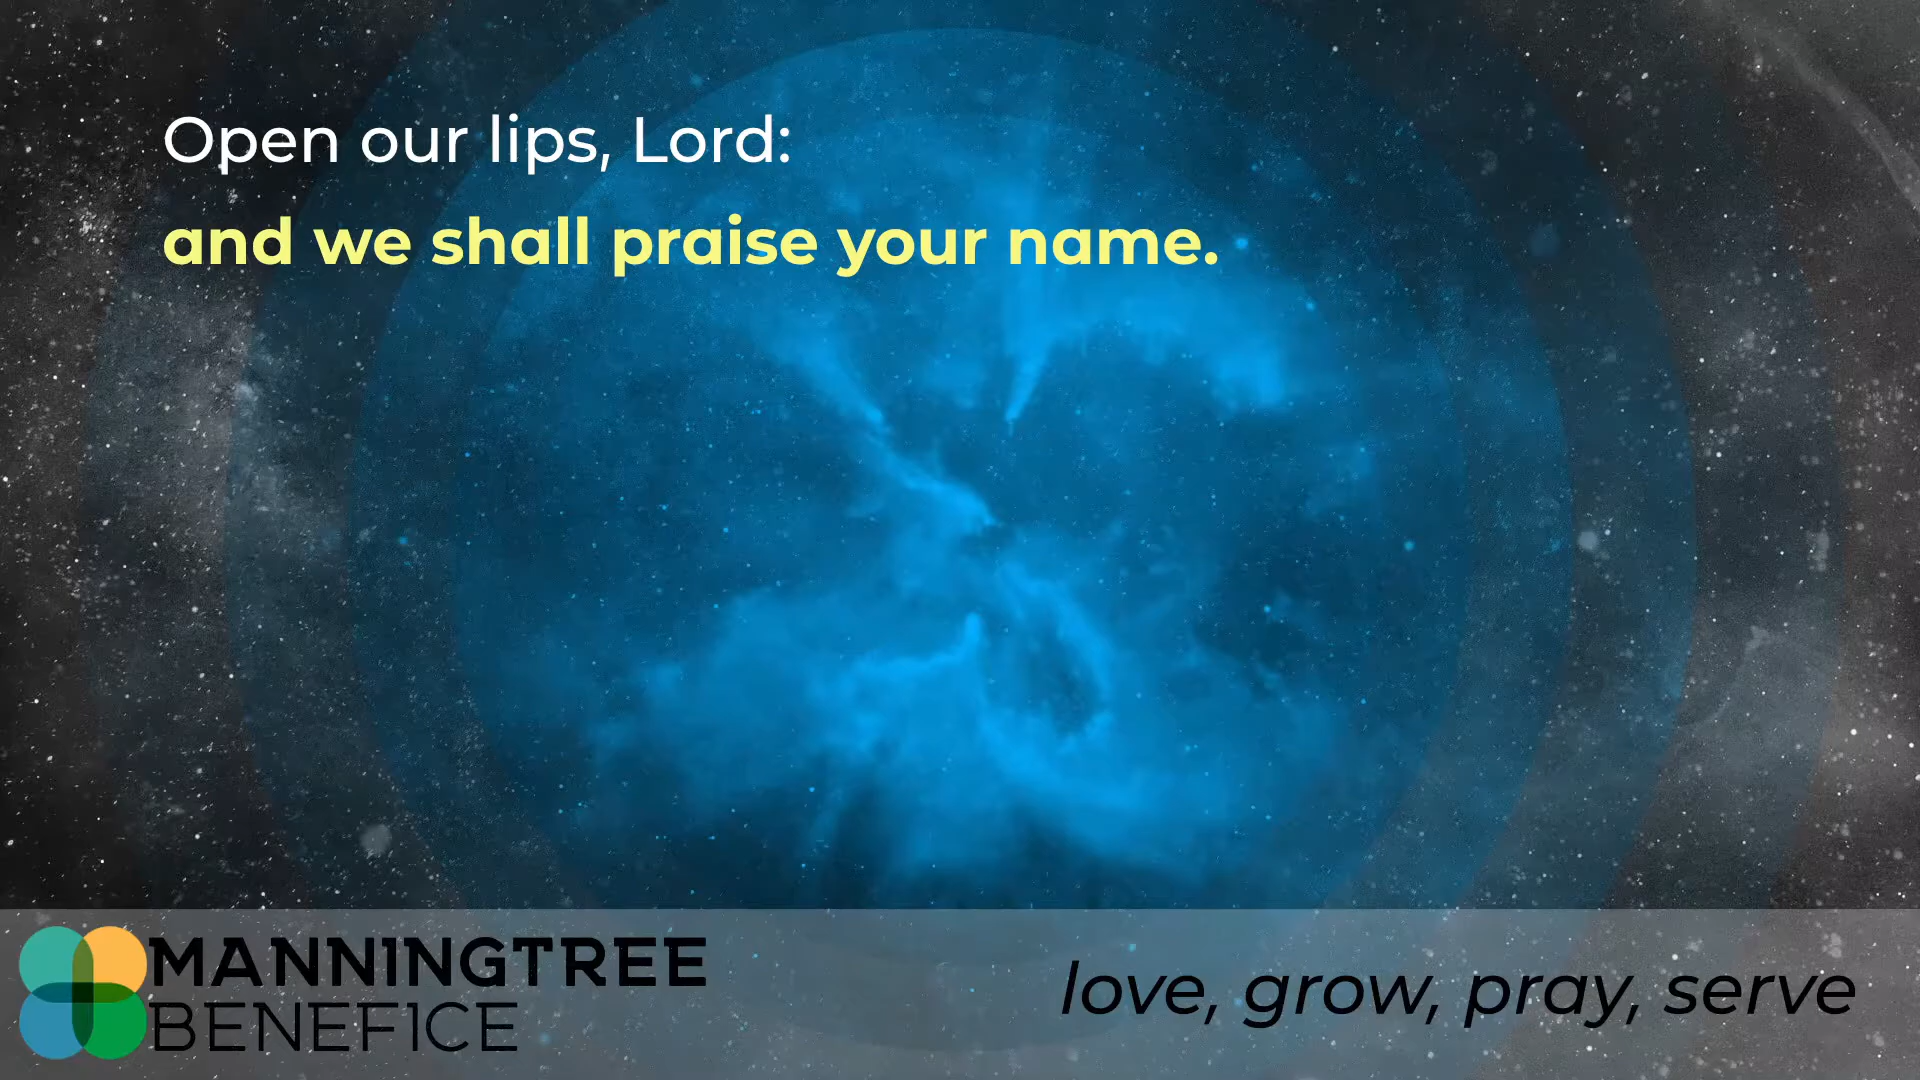 Open our lips, Lord:
and we shall praise your name.
MANNINGTREE
BENEFICE
love, grow, pray, serve